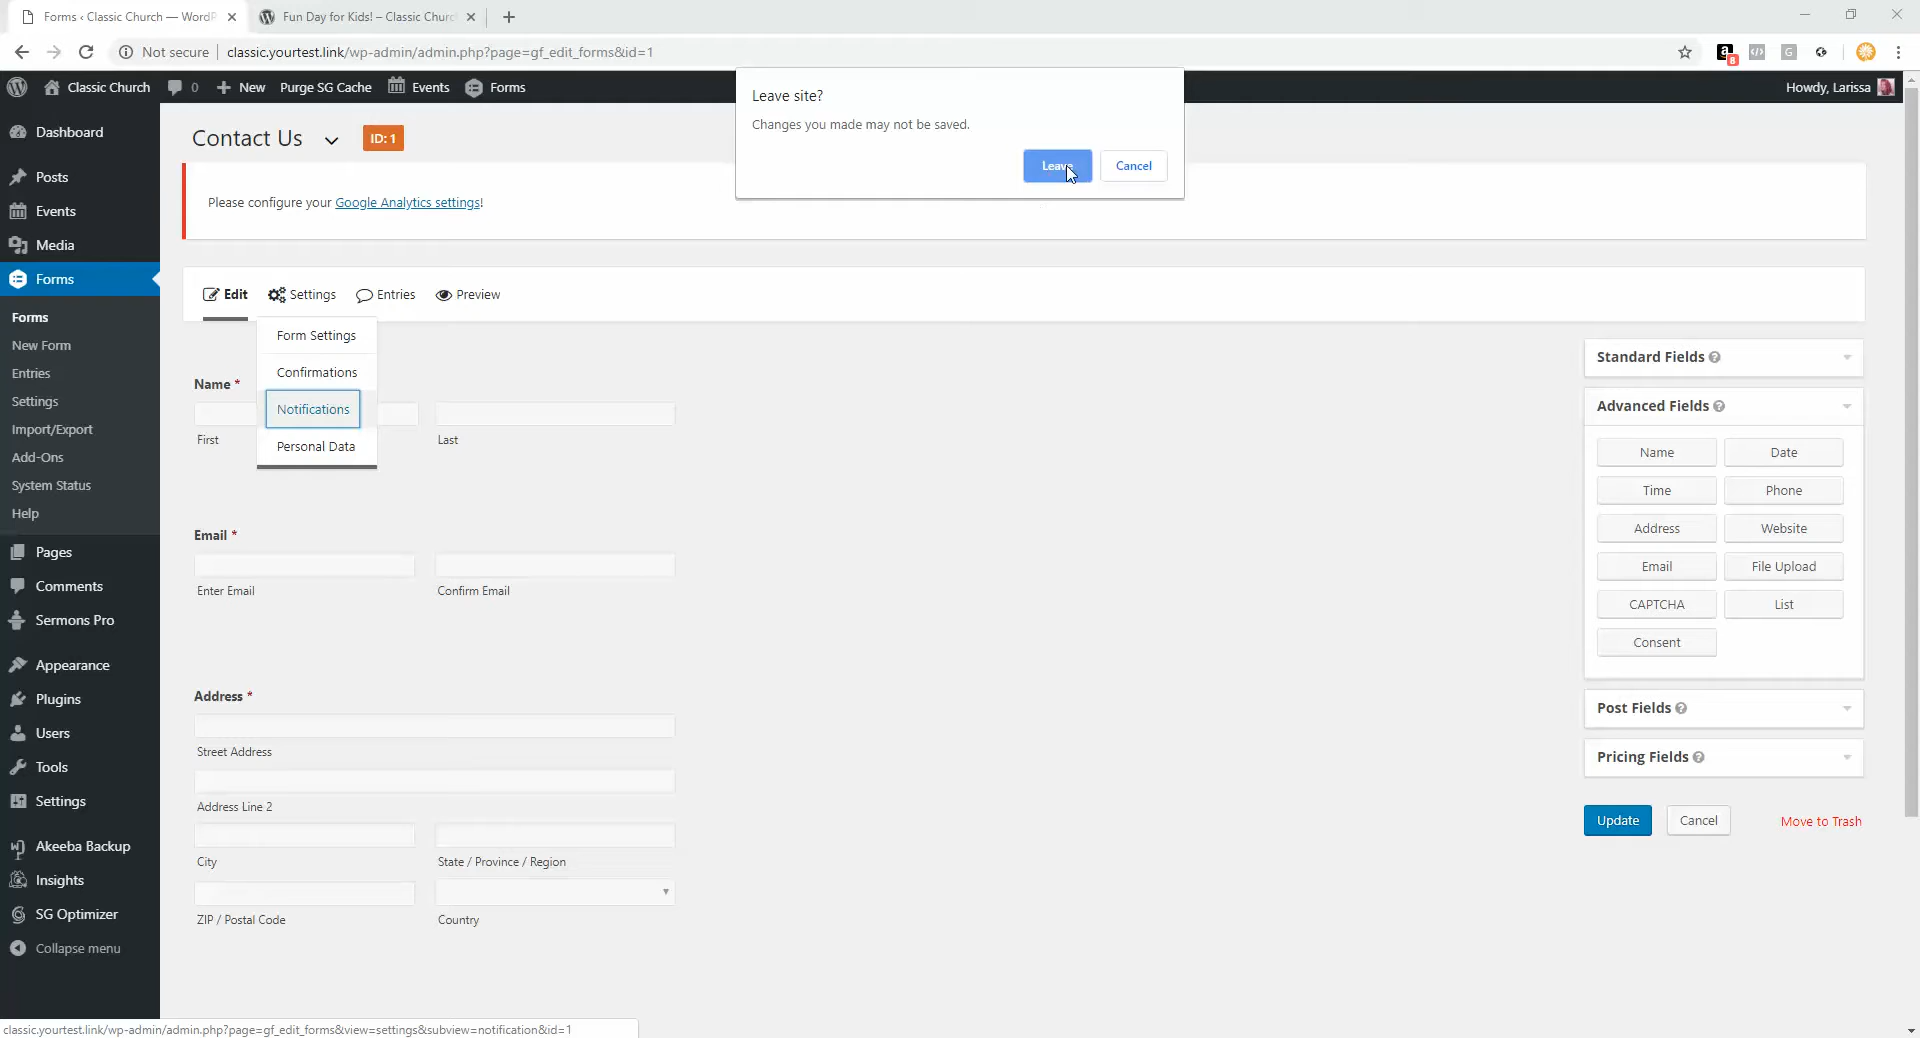 Forms ‹ Classic Church — WordP
Fun Day for Kids! – Classic Churc
Not secure
classic.yourtest.link/wp-admin/admin.php?page=gf_edit_forms&id=1
a
8
G
Classic Church
0
New
Purge SG Cache
Events
Forms
Howdy, Larissa
Leave site?
Changes you made may not be saved.
Leave
Cancel
Dashboard
Posts
Events
Media
Forms
Forms
New Form
Entries
Settings
Import/Export
Add-Ons
System Status
Help
Pages
Comments
Sermons Pro
Appearance
Plugins
Users
Tools
Settings
Akeeba Backup
Insights
SG Optimizer
Collapse menu
Contact Us
ID: 1
Please configure your Google Analytics settings!
Edit
Settings
Entries
Preview
Form Settings
Confirmations
Notifications
Personal Data
Name *
First
Last
Email *
Enter Email
Confirm Email
Address *
Street Address
Address Line 2
City
State / Province / Region
ZIP / Postal Code
Country
Standard Fields
Advanced Fields
Name
Date
Time
Phone
Address
Website
Email
File Upload
CAPTCHA
List
Consent
Post Fields
Pricing Fields
Update
Cancel
Move to Trash
classic.yourtest.link/wp-admin/admin.php?page=gf_edit_forms&view=settings&subview=notification&id=1